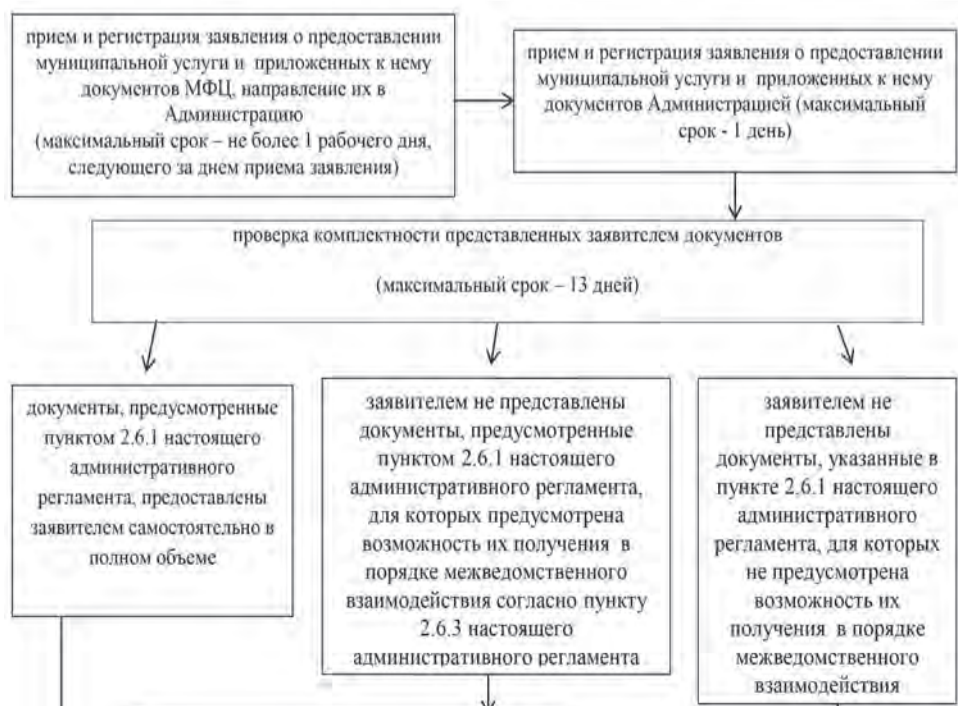 прием и регистрация заявления о предоставлении
муниципальной услуги и приложенных к нему
документов МФЦ, направление их в
Администрацию
(максимальный срок – не более 1 рабочего дня,
следующего за днем приема заявления)
прием и регистрация заявления о предоставлении
муниципальной услуги и приложенных к нему
документов Администрацией (максимальный
срок - 1 день)
проверка комплектности представленных заявителем документов
(максимальный срок – 13 дней)
документы, предусмотренные
пунктом 2.6.1 настоящего
административного
регламента, предоставлены
заявителем самостоятельно в
полном объеме
заявителем не представлены
документы, предусмотренные
пунктом 2.6.1 настоящего
административного регламента,
для которых предусмотрена
возможность их получения в
порядке межведомственного
взаимодействия согласно пункту
2.6.3 настоящего
административного регламента
заявителем не
представлены
документы, указанные в
пункте 2.6.1 настоящего
административного
регламента, для которых
не предусмотрена
возможность их
получения в порядке
межведомственного
взаимодействия